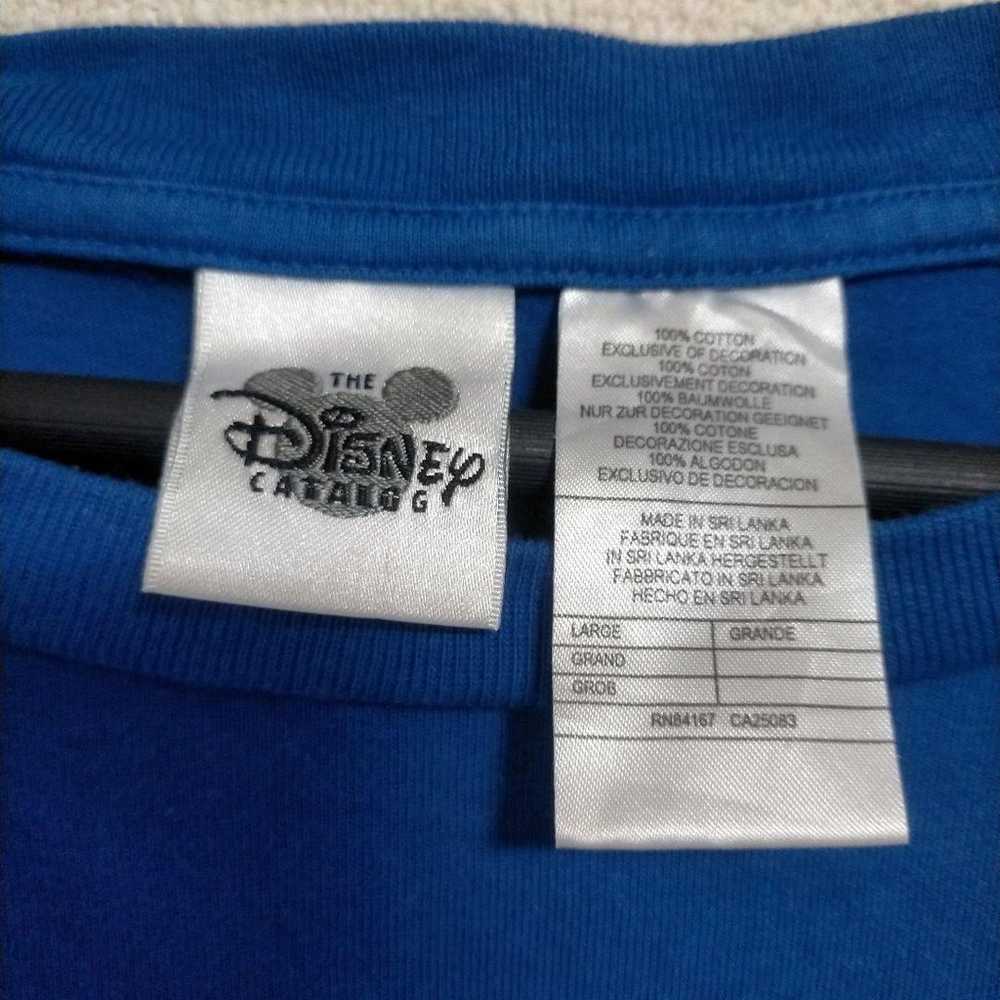 THE
DISNEY
CATALOG
100% COTTON
EXCLUSIVE OF DECORATION
100% COTON
EXCLUSIVEMENT DECORATION
100% BAUMWOLLE
NUR ZUR DECORATION GEEIGNET
100% COTONE
DECORAZIONE ESCLUSA
100% ALGODON
EXCLUSIVO DE DECORACION
MADE IN SRI LANKA
FABRIQUE EN SRI LANKA
IN SRI LANKA HERGESTELLT
FABBRICATO IN SRI LANKA
HECHO EN SRI LANKA
LARGE GRANDE
GRAND
GROB
RN84167 CA25083